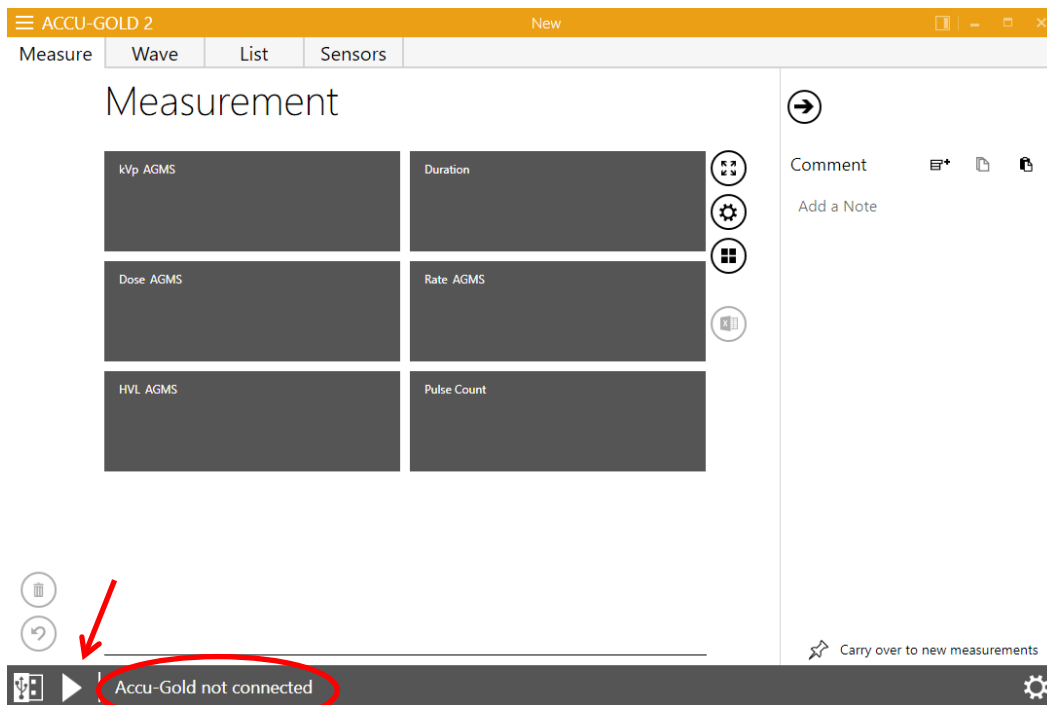 ACCU-GOLD 2
New
Measure
Wave
List
Sensors
Measurement
kVp AGMS
Duration
Dose AGMS
Rate AGMS
HVL AGMS
Pulse Count
Comment
Add a Note
Carry over to new measurements
Accu-Gold not connected